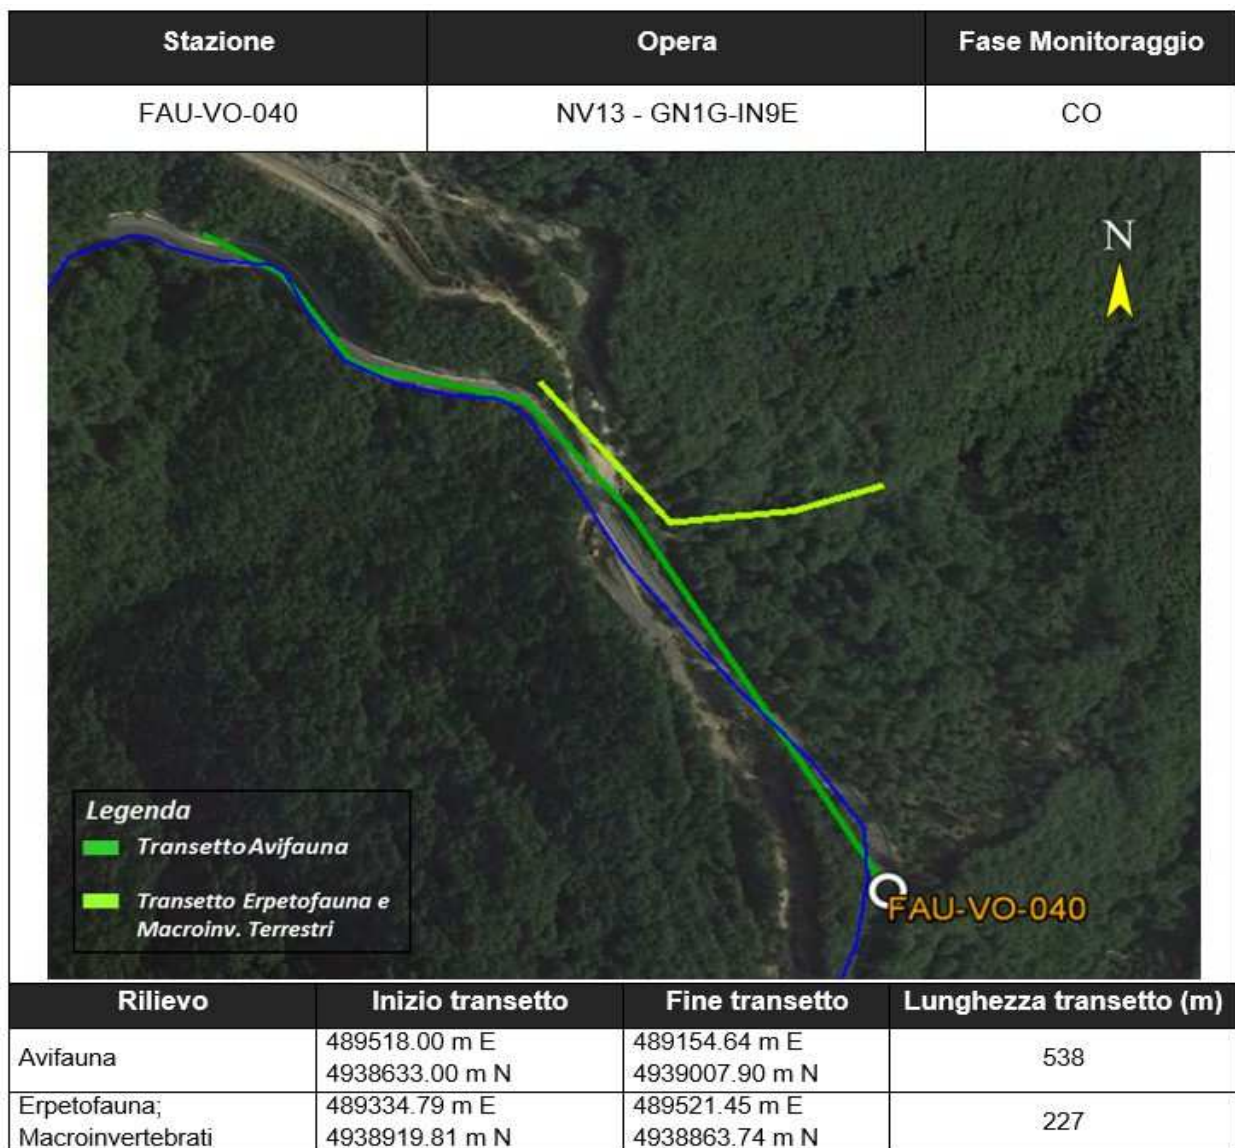 Stazione Opera Fase Monitoraggio
FAU-VO-040 NV13 - GN1G-IN9E CO
N
Legenda
Transetto Avifauna
Transetto Erpetofauna e
Macroinv. Terrestri
FAU-VO-040
Rilievo Inizio transetto Fine transetto Lunghezza transetto (m)
Avifauna 489518.00 m E 489154.64 m E 538
4938633.00 m N 4939007.90 m N
Erpetofauna; 489334.79 m E 489521.45 m E 227
Macroinvertebrati 4938919.81 m N 4938863.74 m N